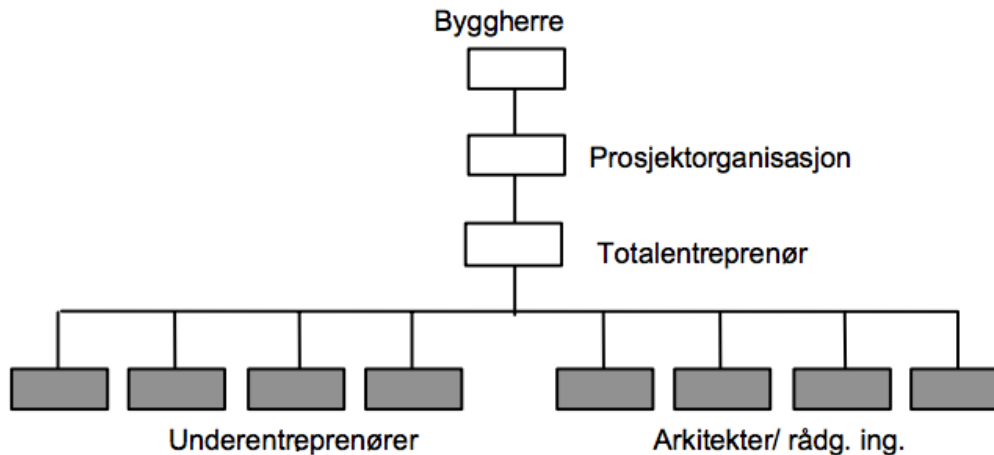 Byggherre
Prosjektorganisasjon
Totalentreprenør
Underentreprenører
Arkitekter/ rådg. ing.